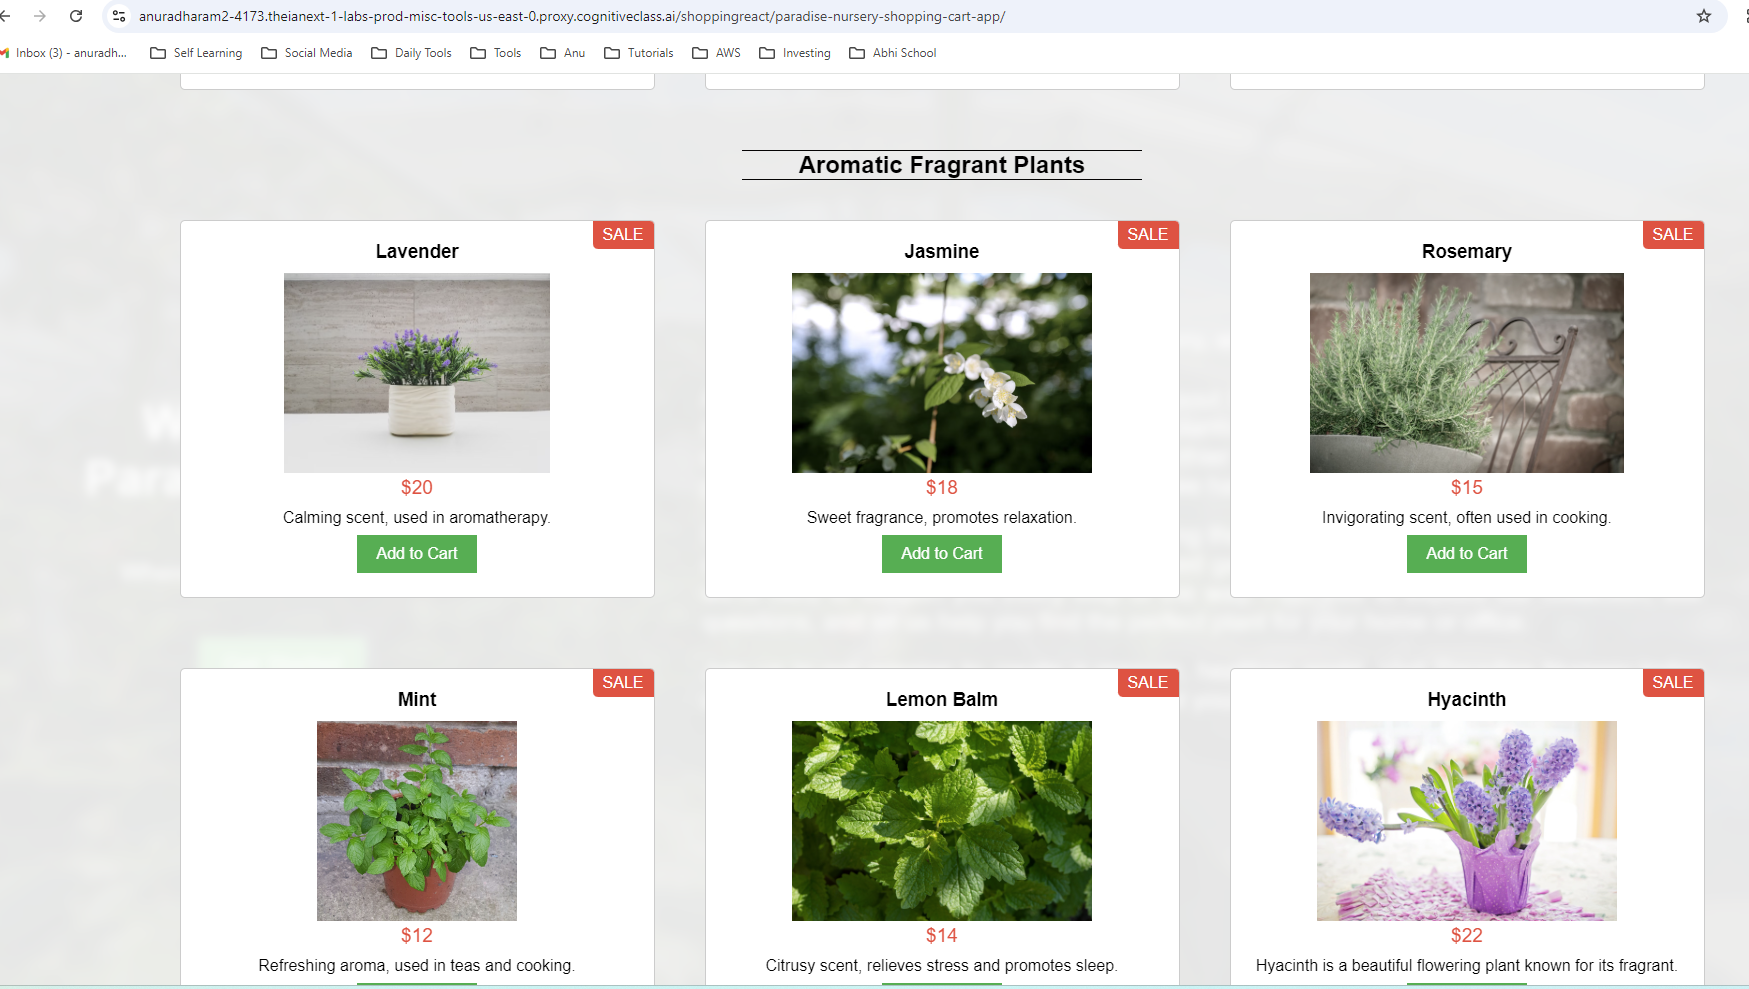 anuradharam2-4173.theianext-1-labs-prod-misc-tools-us-east-0.proxy.cognitiveclass.ai/shoppingreact/paradise-nursery-shopping-cart-app/
Inbox (3) - anuradh... Self Learning Social Media Daily Tools Tools Anu Tutorials AWS Investing Abhi School
Aromatic Fragrant Plants
SALE SALE SALE
Lavender Jasmine Rosemary
$20 $18 $15
Calming scent, used in aromatherapy. Sweet fragrance, promotes relaxation. Invigorating scent, often used in cooking.
Add to Cart Add to Cart Add to Cart
SALE SALE SALE
Mint Lemon Balm Hyacinth
$12 $14 $22
Refreshing aroma, used in teas and cooking. Citrusy scent, relieves stress and promotes sleep. Hyacinth is a beautiful flowering plant known for its fragrant.